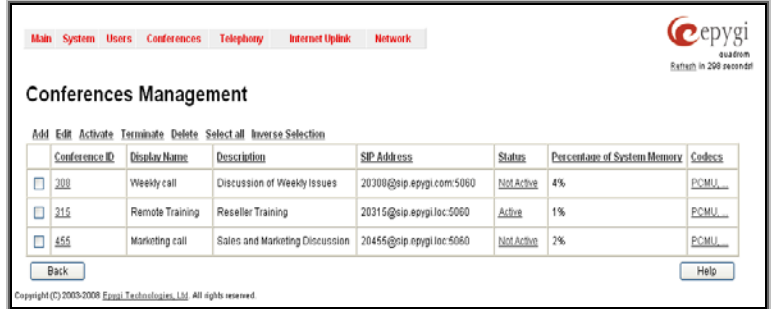 Main System Users Conferences Telephony Internet Uplink Network
epygi
quadrom
Refresh in 298 seconds!
Conferences Management
Add Edit Activate Terminate Delete Select all Inverse Selection
Conference ID Display Name Description SIP Address Status Percentage of System Memory Codecs
308 Weekly call Discussion of Weekly Issues 20308@sip.epygi.com:5060 Not Active 4% PCMU, ...
315 Remote Training Reseller Training 20315@sip.epygi.loc:5060 Active 1% PCMU, ...
455 Marketing call Sales and Marketing Discussion 20455@sip.epygi.loc:5060 Not Active 2% PCMU, ...
Back Help
Copyright (C) 2003-2008 Epygi Technologies, Ltd. All rights reserved.